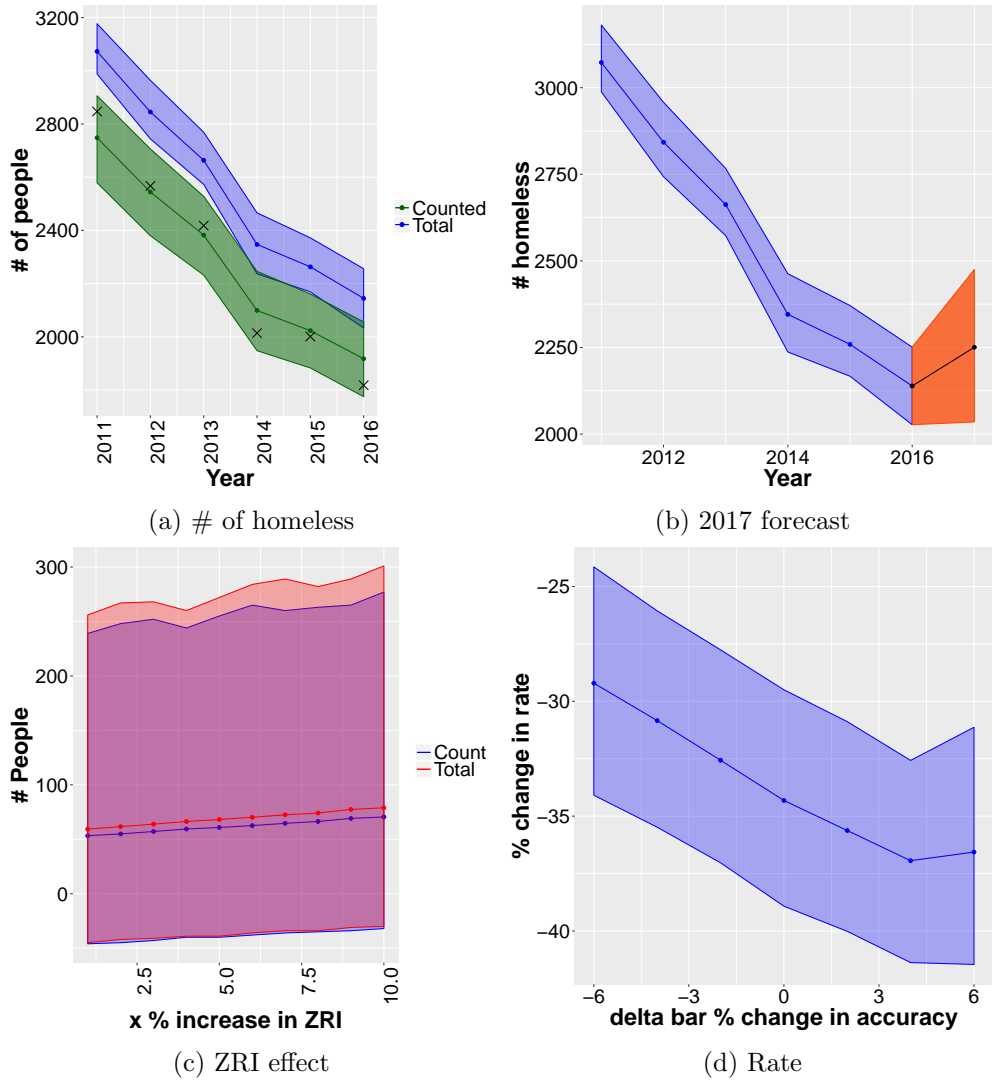 3200
2800
2400
2000
# of people
2011
2012
2013
2014
2015
2016
Year
Counted
Total
(a) # of homeless
3000
2750
2500
2250
2000
# homeless
2012
2014
2016
Year
(b) 2017 forecast
300
200
100
0
# People
2.5
5.0
7.5
10.0
x % increase in ZRI
Count
Total
(c) ZRI effect
−25
−30
−35
−40
% change in rate
−6
−3
0
3
6
delta bar % change in accuracy
(d) Rate